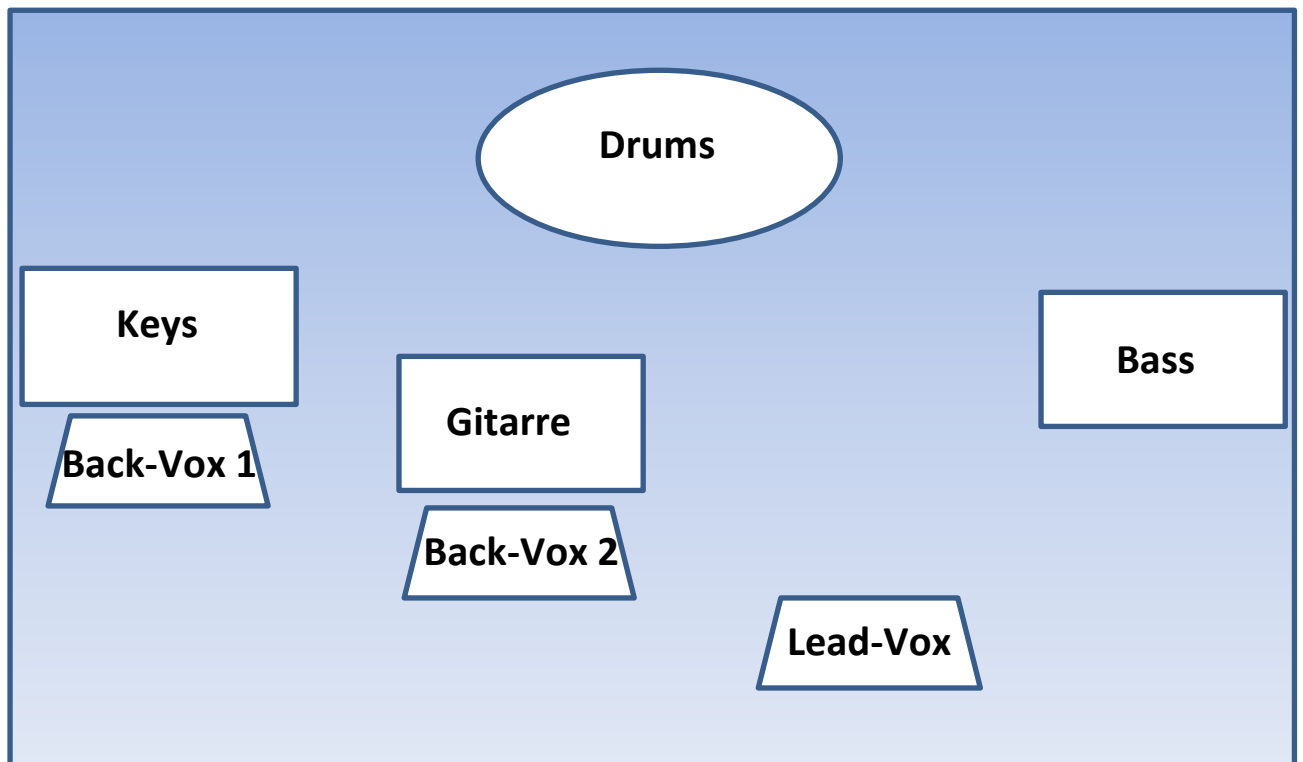 Drums
Keys
Bass
Gitarre
Back-Vox 1
Back-Vox 2
Lead-Vox